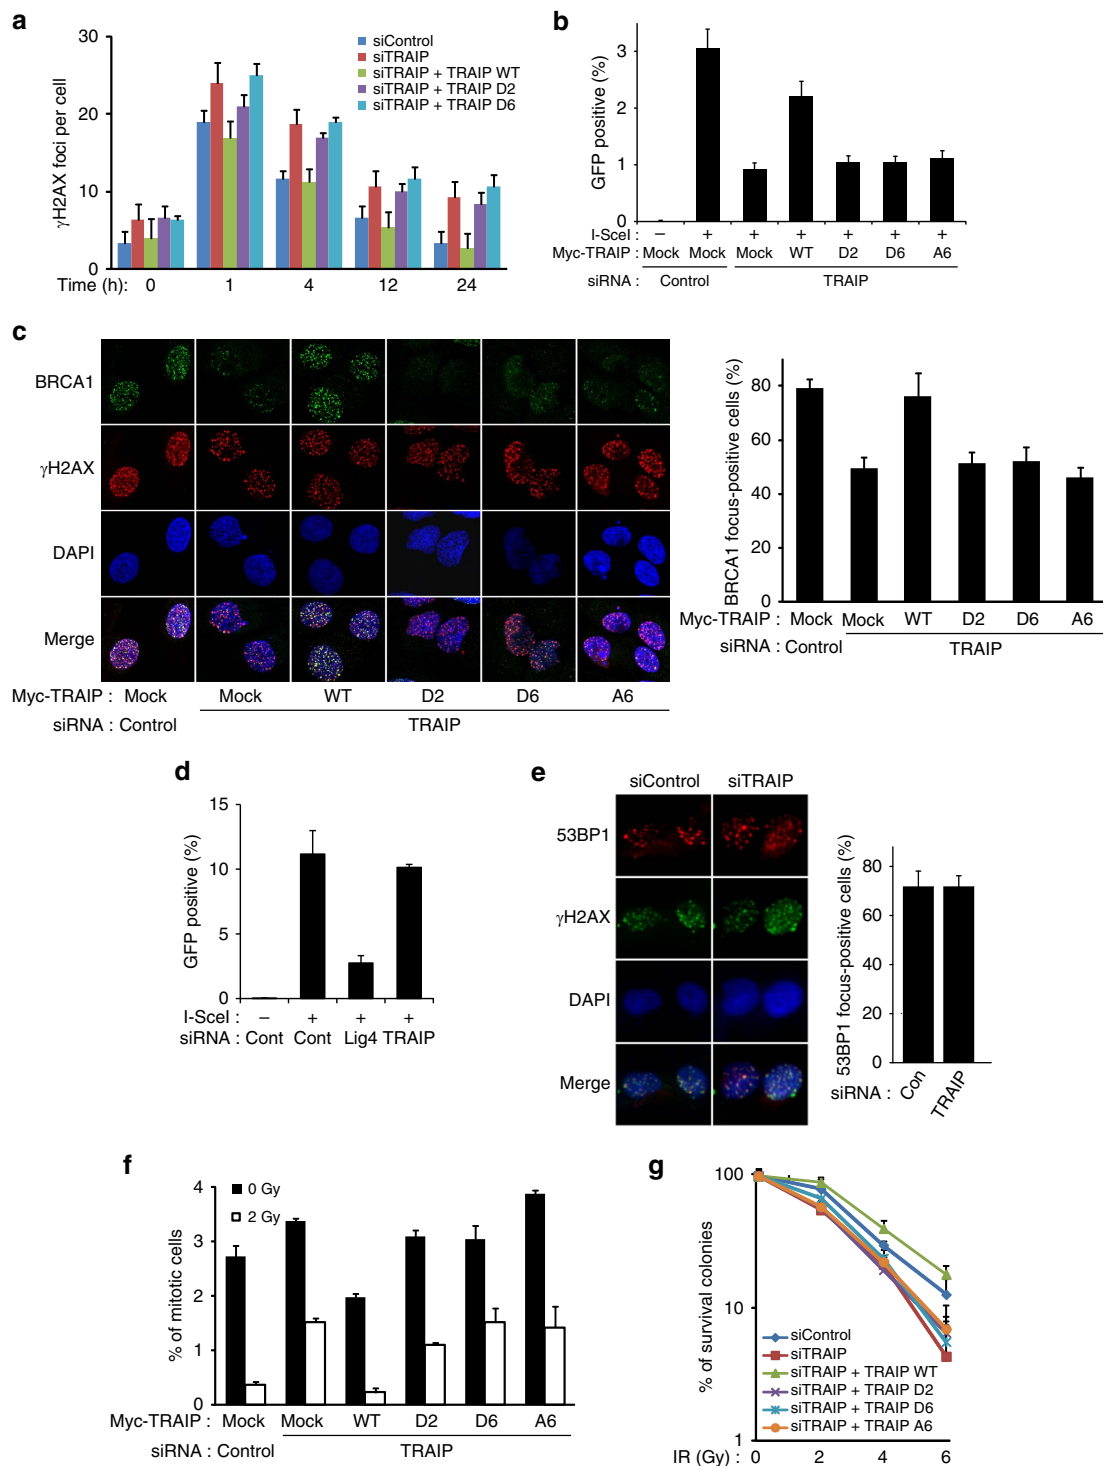 a
30
20
10
0
γH2AX foci per cell
siControl
siTRAIP
siTRAIP + TRAIP WT
siTRAIP + TRAIP D2
siTRAIP + TRAIP D6
Time (h): 0 1 4 12 24
b
3
2
1
0
GFP positive (%)
I-SceI : – + + + + + +
Myc-TRAIP: Mock Mock Mock WT D2 D6 A6
siRNA : Control TRAIP
c
BRCA1
γH2AX
DAPI
Merge
Myc-TRAIP : Mock Mock WT D2 D6 A6
siRNA : Control TRAIP
80
60
40
20
0
BRCA1 focus-positive cells (%)
Myc-TRAIP : Mock Mock WT D2 D6 A6
siRNA : Control TRAIP
d
15
10
5
0
GFP positive (%)
I-SceI : – + + +
siRNA : Cont Cont Lig4 TRAIP
e
siControl siTRAIP
53BP1
γH2AX
DAPI
Merge
80
60
40
20
0
53BP1 focus-positive cells (%)
siRNA : Con TRAIP
f
4
3
2
1
0
% of mitotic cells
0 Gy
2 Gy
Myc-TRAIP : Mock Mock WT D2 D6 A6
siRNA : Control TRAIP
g
100
10
1
% of survival colonies
siControl
siTRAIP
siTRAIP + TRAIP WT
siTRAIP + TRAIP D2
siTRAIP + TRAIP D6
siTRAIP + TRAIP A6
IR (Gy) : 0 2 4 6